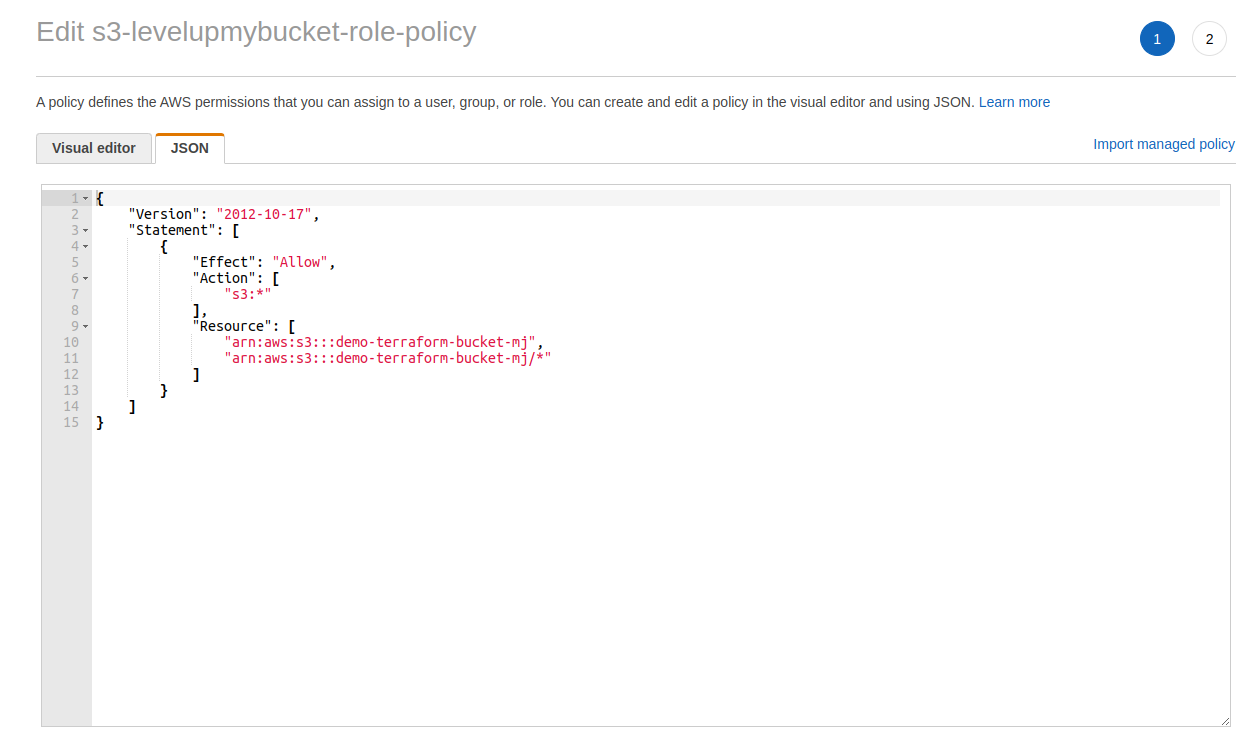 Edit s3-levelupmybucket-role-policy
1 2
A policy defines the AWS permissions that you can assign to a user, group, or role. You can create and edit a policy in the visual editor and using JSON. Learn more
Visual editor JSON Import managed policy
1 {
2     "Version": "2012-10-17",
3     "Statement": [
4         {
5             "Effect": "Allow",
6             "Action": [
7                 "s3:*"
8             ],
9             "Resource": [
10                 "arn:aws:s3:::demo-terraform-bucket-mj",
11                 "arn:aws:s3:::demo-terraform-bucket-mj/*"
12             ]
13         }
14     ]
15 }